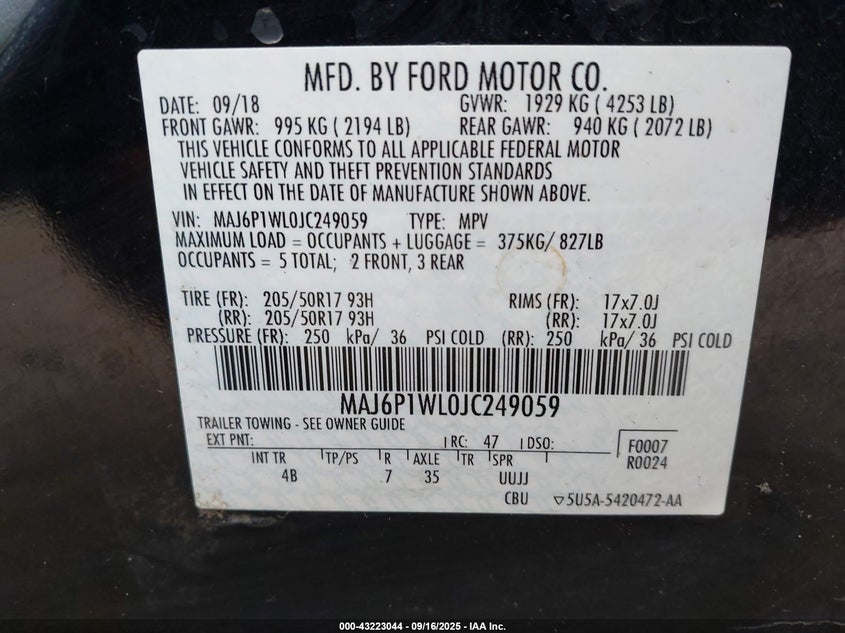 MFD. BY FORD MOTOR CO.
DATE: 09/18 GVWR: 1929 KG ( 4253 LB)
FRONT GAWR: 995 KG ( 2194 LB) REAR GAWR: 940 KG ( 2072 LB)
THIS VEHICLE CONFORMS TO ALL APPLICABLE FEDERAL MOTOR
VEHICLE SAFETY AND THEFT PREVENTION STANDARDS
IN EFFECT ON THE DATE OF MANUFACTURE SHOWN ABOVE.
VIN: MAJ6P1WL0JC249059 TYPE: MPV
MAXIMUM LOAD = OCCUPANTS + LUGGAGE = 375KG/ 827LB
OCCUPANTS = 5 TOTAL; 2 FRONT, 3 REAR
TIRE (FR): 205/50R17 93H RIMS (FR): 17x7.0J
(RR): 205/50R17 93H (RR): 17x7.0J
PRESSURE (FR): 250 kPa/ 36 PSI COLD (RR): 250 kPa/ 36 PSI COLD
MAJ6P1WL0JC249059
TRAILER TOWING - SEE OWNER GUIDE
EXT PNT: RC: 47 DSO: F0007
R0024
INT TR TP/PS R AXLE TR SPR
4B 7 35 UUJJ
CBU 5U5A-5420472-AA
000-43223044 - 09/16/2025 - IAA Inc.